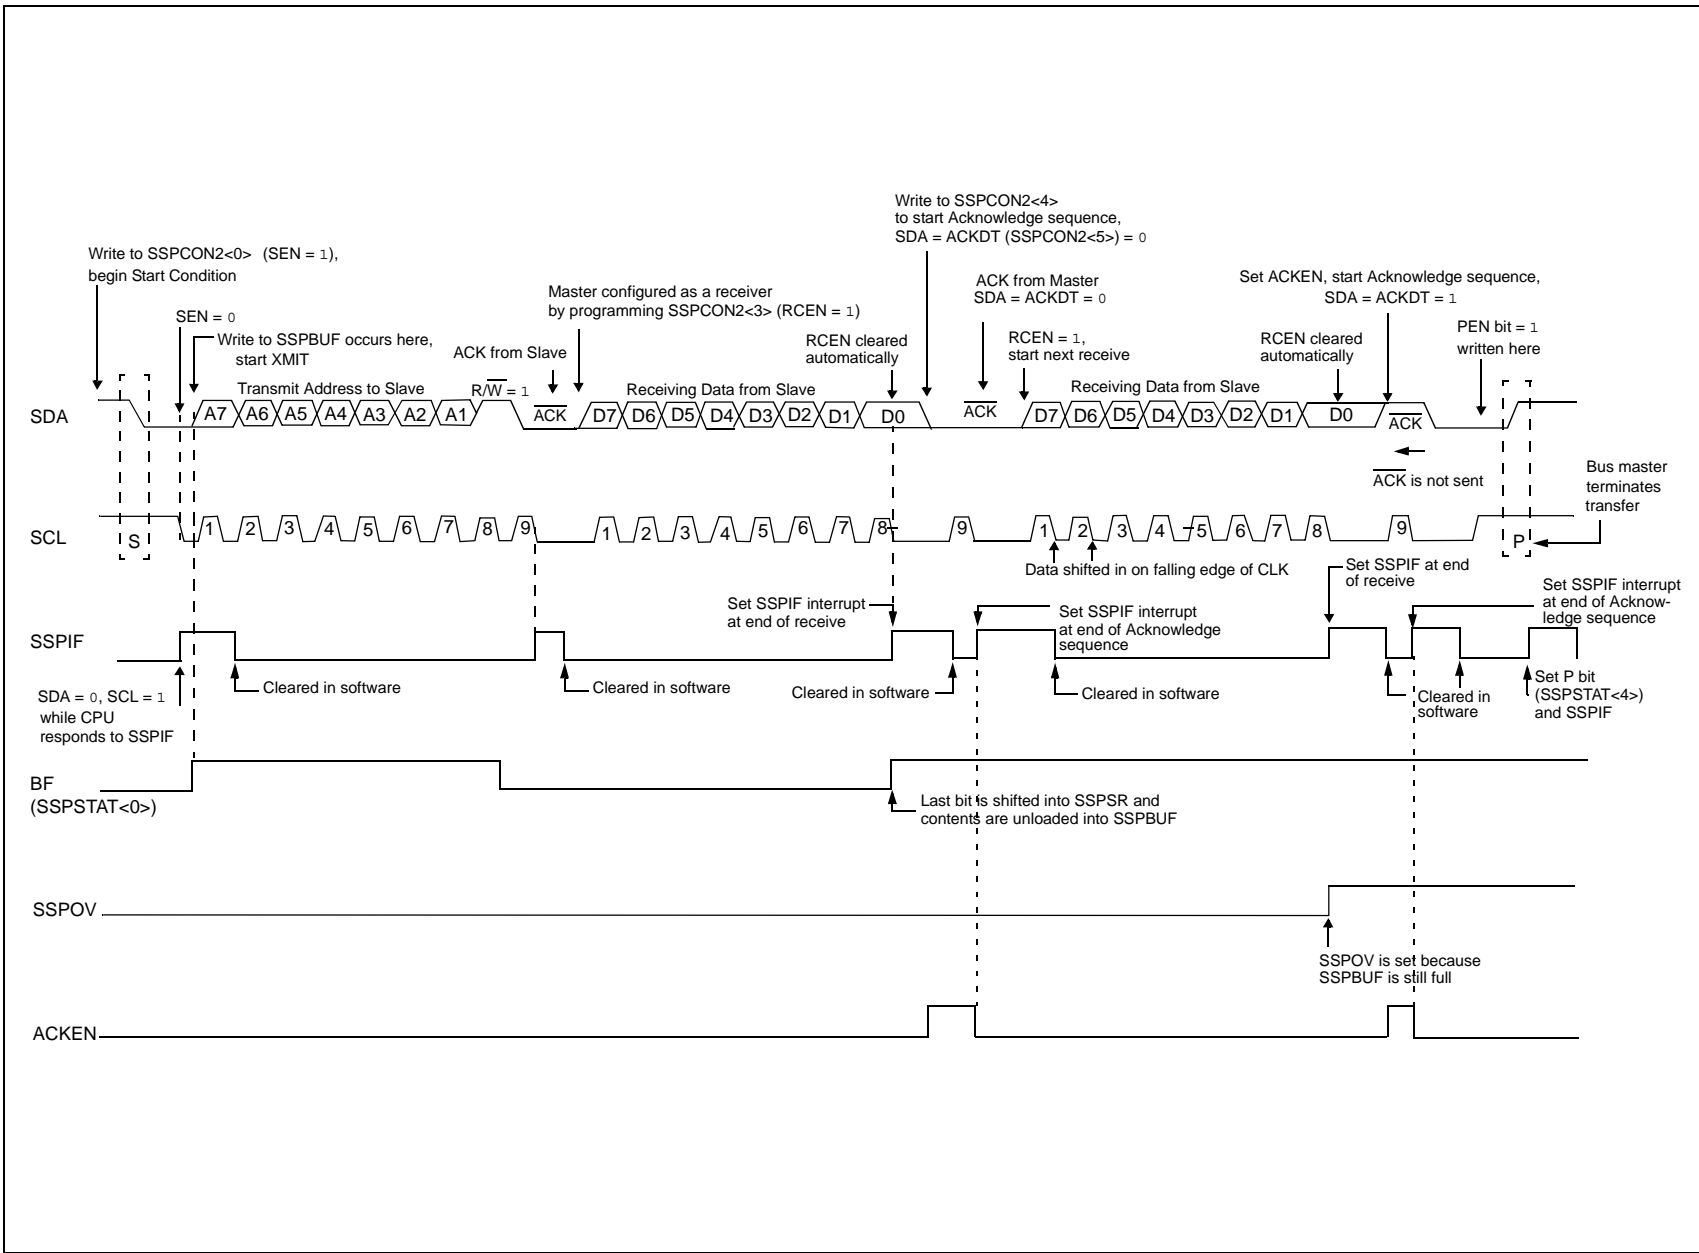 Write to SSPCON2<4>
to start Acknowledge sequence,
SDA = ACKDT (SSPCON2<5>) = 0
Write to SSPCON2<0> (SEN = 1),
begin Start Condition
ACK from Master
SDA = ACKDT = 0
Set ACKEN, start Acknowledge sequence,
SDA = ACKDT = 1
Master configured as a receiver
by programming SSPCON2<3> (RCEN = 1)
SEN = 0
Write to SSPBUF occurs here,
start XMIT
ACK from Slave
RCEN cleared
automatically
RCEN = 1,
start next receive
RCEN cleared
automatically
PEN bit = 1
written here
Transmit Address to Slave
R/W = 1
Receiving Data from Slave
Receiving Data from Slave
SDA
A7 A6 A5 A4 A3 A2 A1 ACK D7 D6 D5 D4 D3 D2 D1 D0 ACK D7 D6 D5 D4 D3 D2 D1 D0 ACK
ACK is not sent
Bus master
terminates
transfer
SCL
S 1 2 3 4 5 6 7 8 9 1 2 3 4 5 6 7 8 9 1 2 3 4 5 6 7 8 9 P
Data shifted in on falling edge of CLK
Set SSPIF at end
of receive
Set SSPIF interrupt
at end of receive
Set SSPIF interrupt
at end of Acknowledge
sequence
Set SSPIF interrupt
at end of Acknow-
ledge sequence
SSPIF
SDA = 0, SCL = 1
while CPU
responds to SSPIF
Cleared in software
Cleared in software
Cleared in software
Cleared in software
Cleared in
software
Set P bit
(SSPSTAT<4>)
and SSPIF
BF
(SSPSTAT<0>)
Last bit is shifted into SSPSR and
contents are unloaded into SSPBUF
SSPOV
SSPOV is set because
SSPBUF is still full
ACKEN